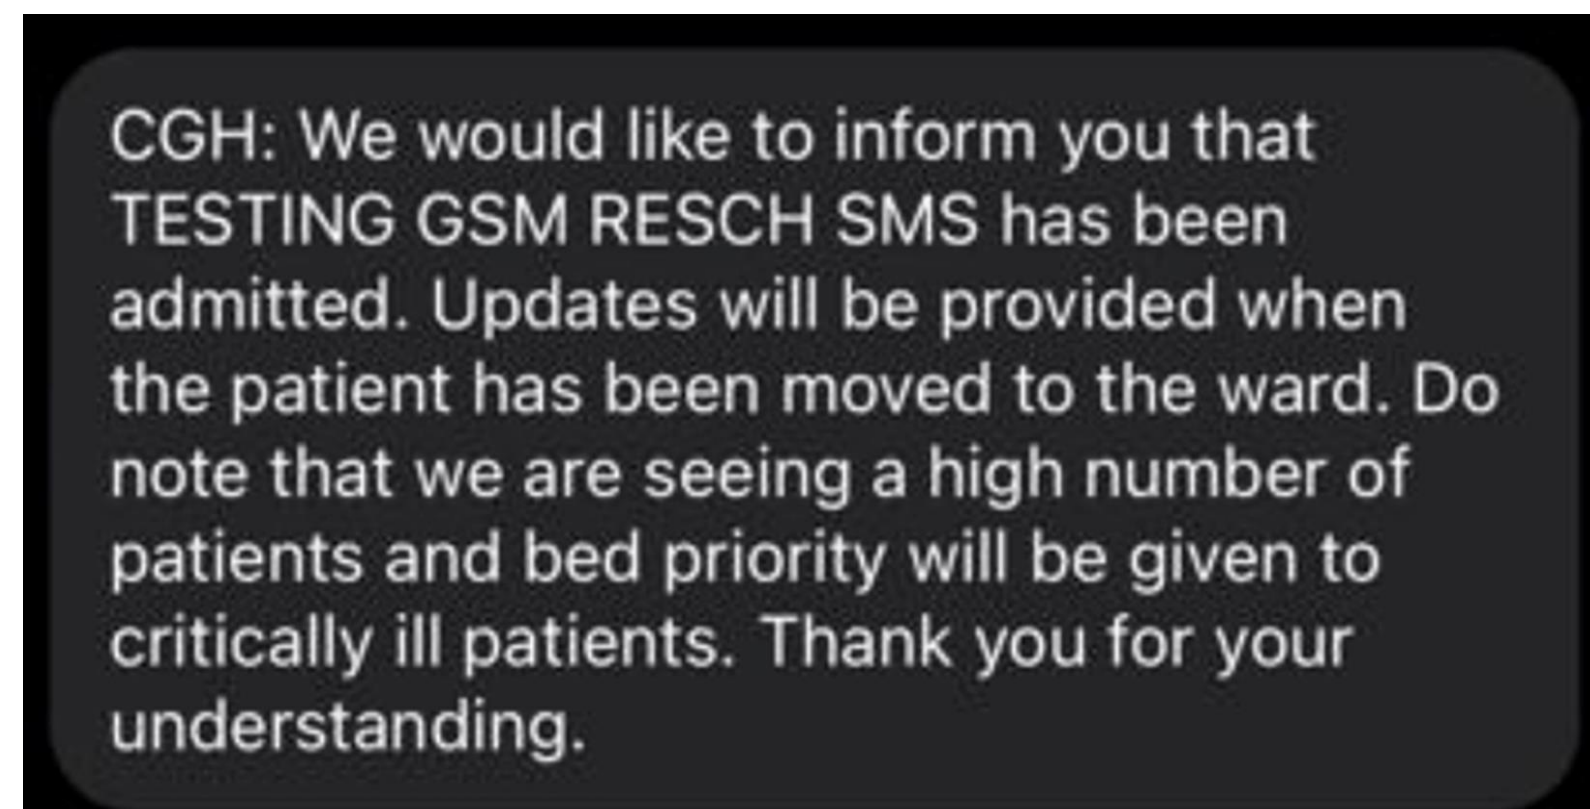 CGH: We would like to inform you that
TESTING GSM RESCH SMS has been
admitted. Updates will be provided when
the patient has been moved to the ward. Do
note that we are seeing a high number of
patients and bed priority will be given to
critically ill patients. Thank you for your
understanding.